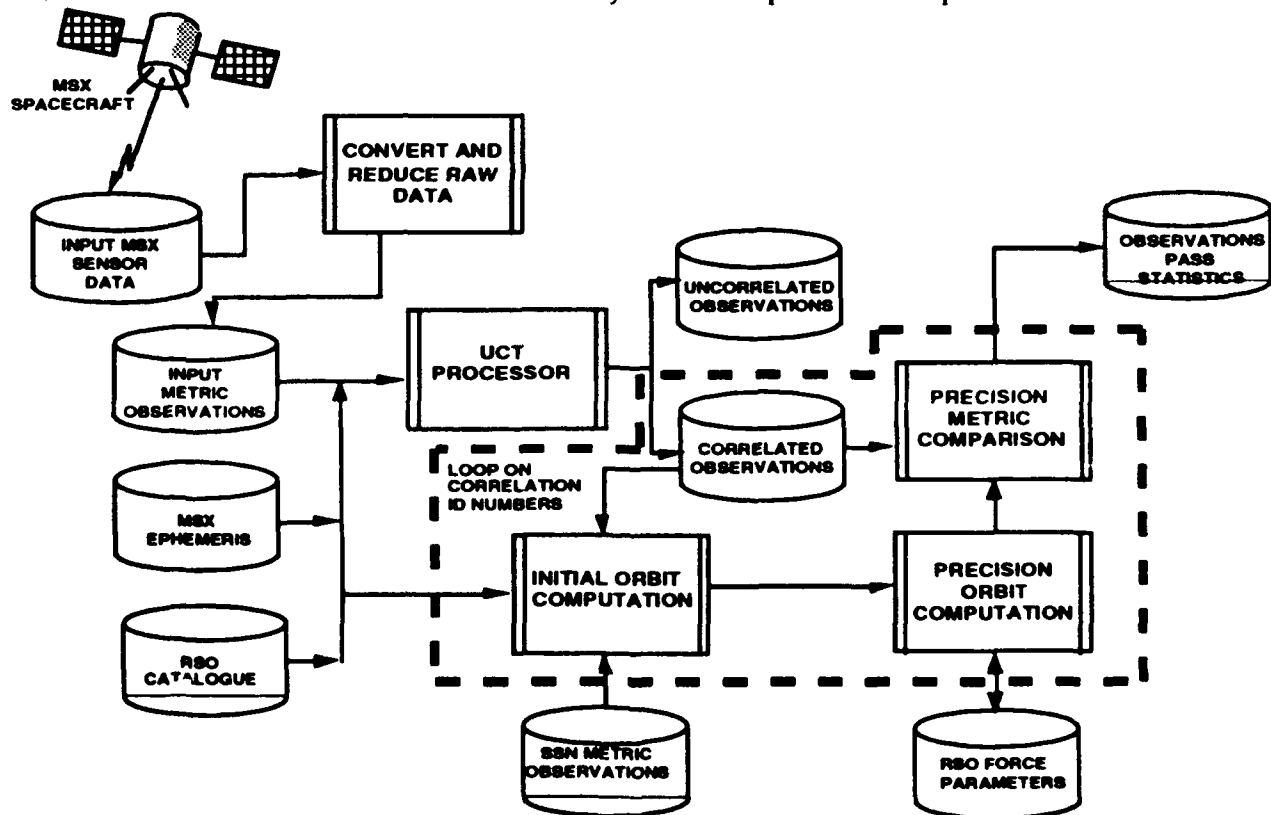 MSX
SPACECRAFT
CONVERT AND
REDUCE RAW
DATA
INPUT MSX
SENSOR
DATA
OBSERVATIONS
PASS
STATISTICS
UNCORRELATED
OBSERVATIONS
INPUT
METRIC
OBSERVATIONS
UCT
PROCESSOR
PRECISION
METRIC
COMPARISON
CORRELATED
OBSERVATIONS
LOOP ON
CORRELATION
ID NUMBERS
MSX
EPHEMERIS
INITIAL ORBIT
COMPUTATION
PRECISION
ORBIT
COMPUTATION
RSO
CATALOGUE
SSN METRIC
OBSERVATIONS
RSO FORCE
PARAMETERS